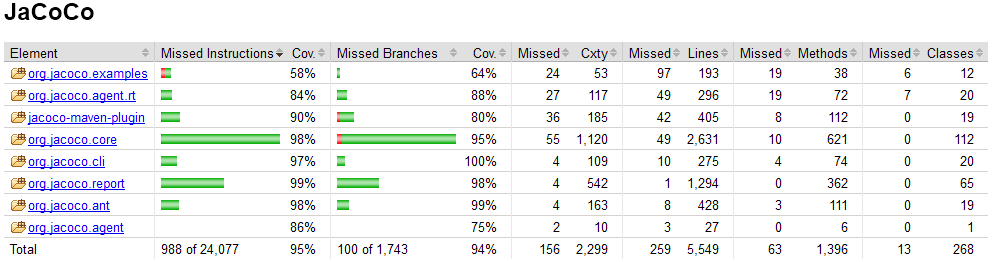 JaCoCo
Element Missed Instructions Cov. Missed Branches Cov. Missed Cxty Missed Lines Missed Methods Missed Classes
org.jacoco.examples 58% 64% 24 53 97 193 19 38 6 12
org.jacoco.agent.rt 84% 88% 27 117 49 296 19 72 7 20
jacoco-maven-plugin 90% 80% 36 185 42 405 8 112 0 19
org.jacoco.core 98% 95% 55 1,120 49 2,631 10 621 0 112
org.jacoco.cli 97% 100% 4 109 10 275 4 74 0 20
org.jacoco.report 99% 98% 4 542 1 1,294 0 362 0 65
org.jacoco.ant 98% 99% 4 163 8 428 3 111 0 19
org.jacoco.agent 86% 75% 2 10 3 27 0 6 0 1
Total 988 of 24,077 95% 100 of 1,743 94% 156 2,299 259 5,549 63 1,396 13 268